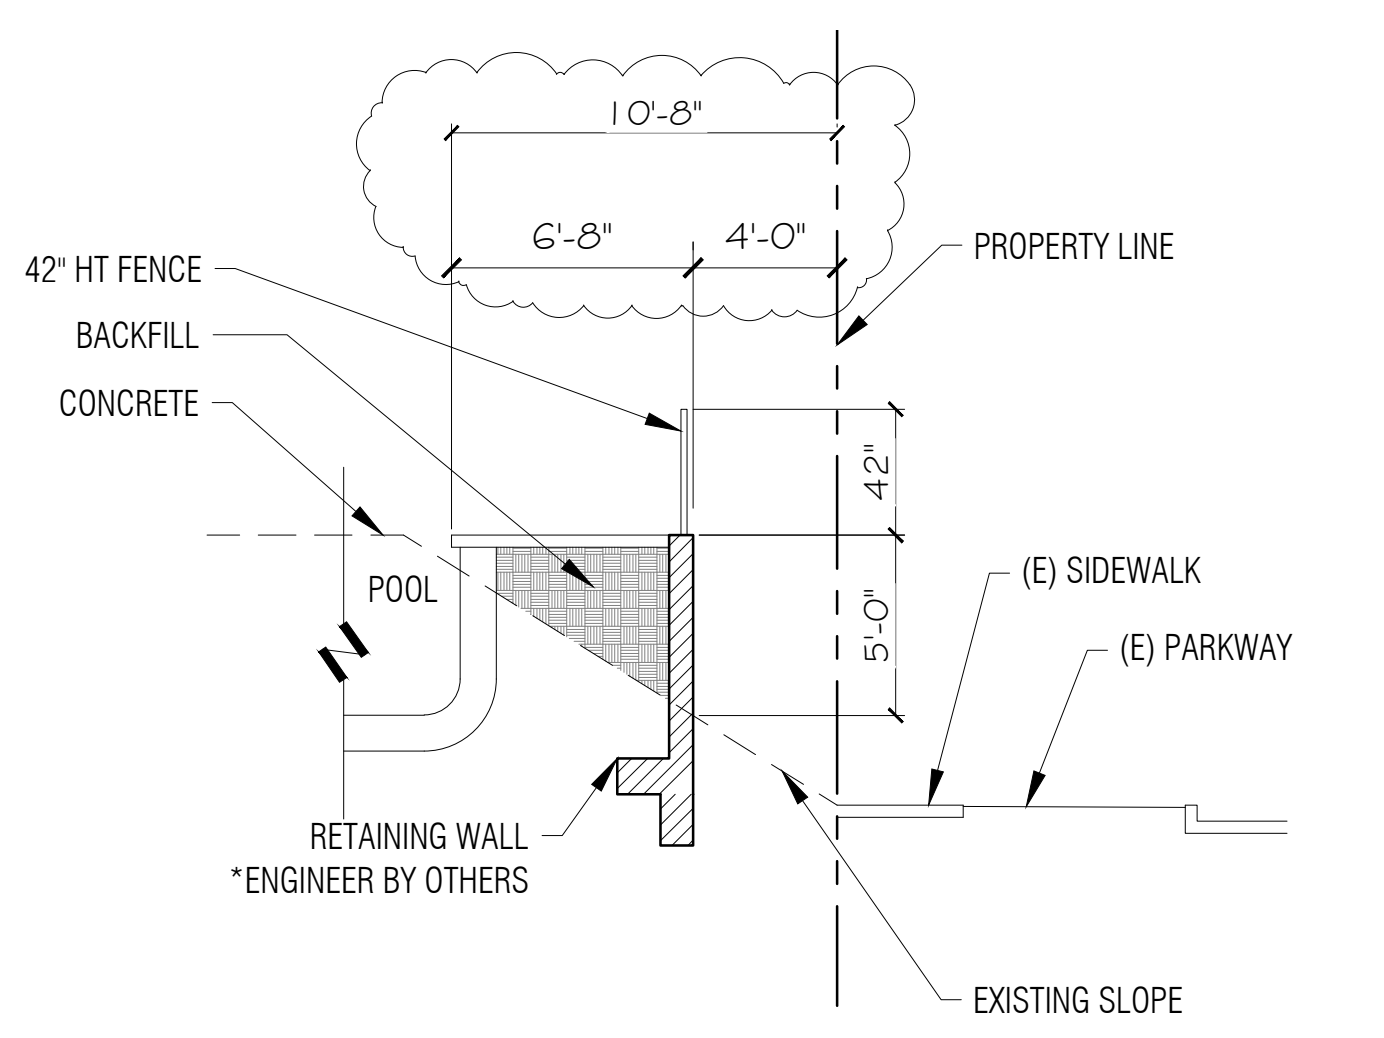 10'-8"
6'-8"
4'-0"
PROPERTY LINE
42" HT FENCE
BACKFILL
CONCRETE
42"
5'-0"
(E) SIDEWALK
POOL
(E) PARKWAY
RETAINING WALL
*ENGINEER BY OTHERS
EXISTING SLOPE